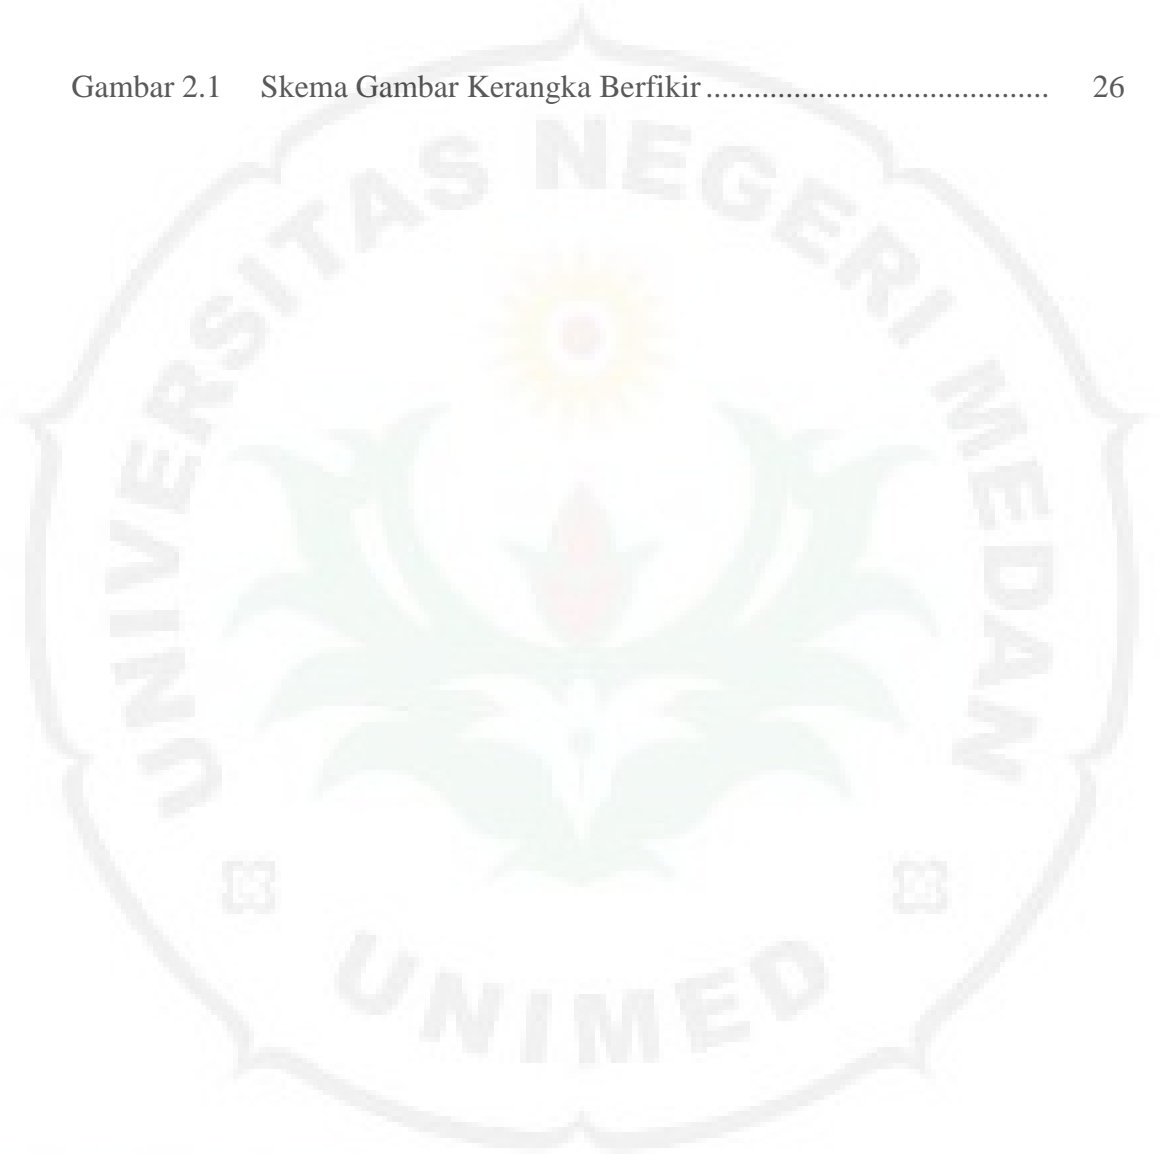 Gambar 2.1 Skema Gambar Kerangka Berfikir ........................................... 26
UNIVERSITAS NEGERI MEDAN
UNIMED